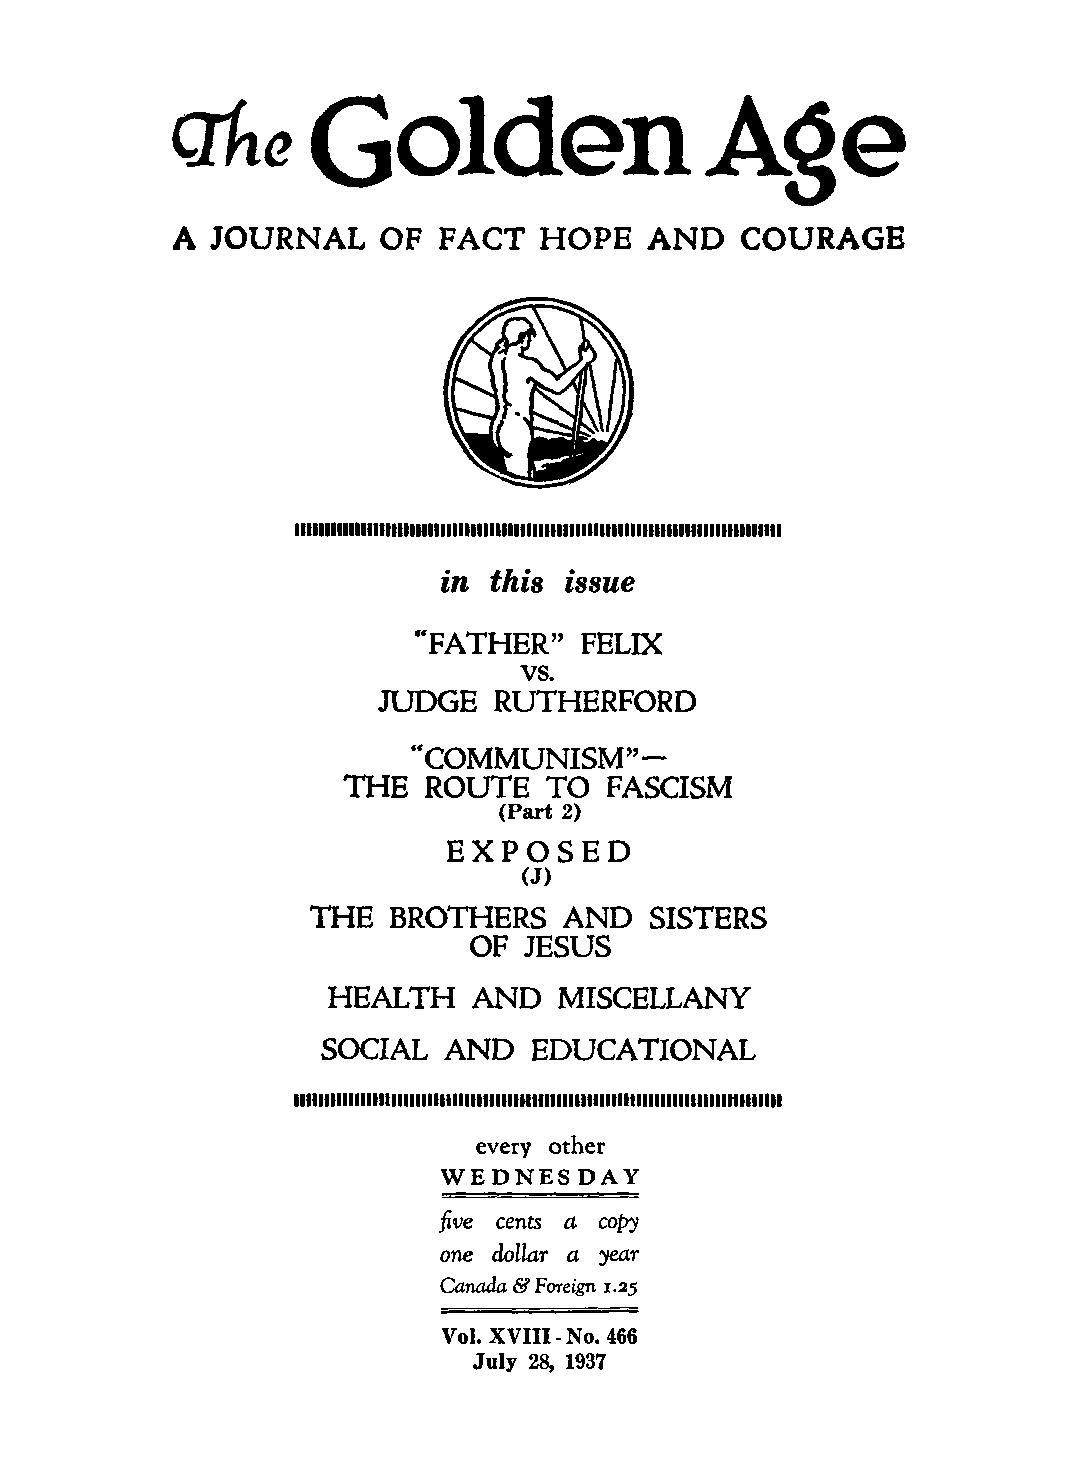 The Golden Age
A JOURNAL OF FACT HOPE AND COURAGE
in this issue
"FATHER" FELIX
VS.
JUDGE RUTHERFORD
"COMMUNISM"—
THE ROUTE TO FASCISM
(Part 2)
EXPOSED
(J)
THE BROTHERS AND SISTERS
OF JESUS
HEALTH AND MISCELLANY
SOCIAL AND EDUCATIONAL
every other
WEDNESDAY
five cents a copy
one dollar a year
Canada & Foreign 1.25
Vol. XVIII - No. 466
July 28, 1937